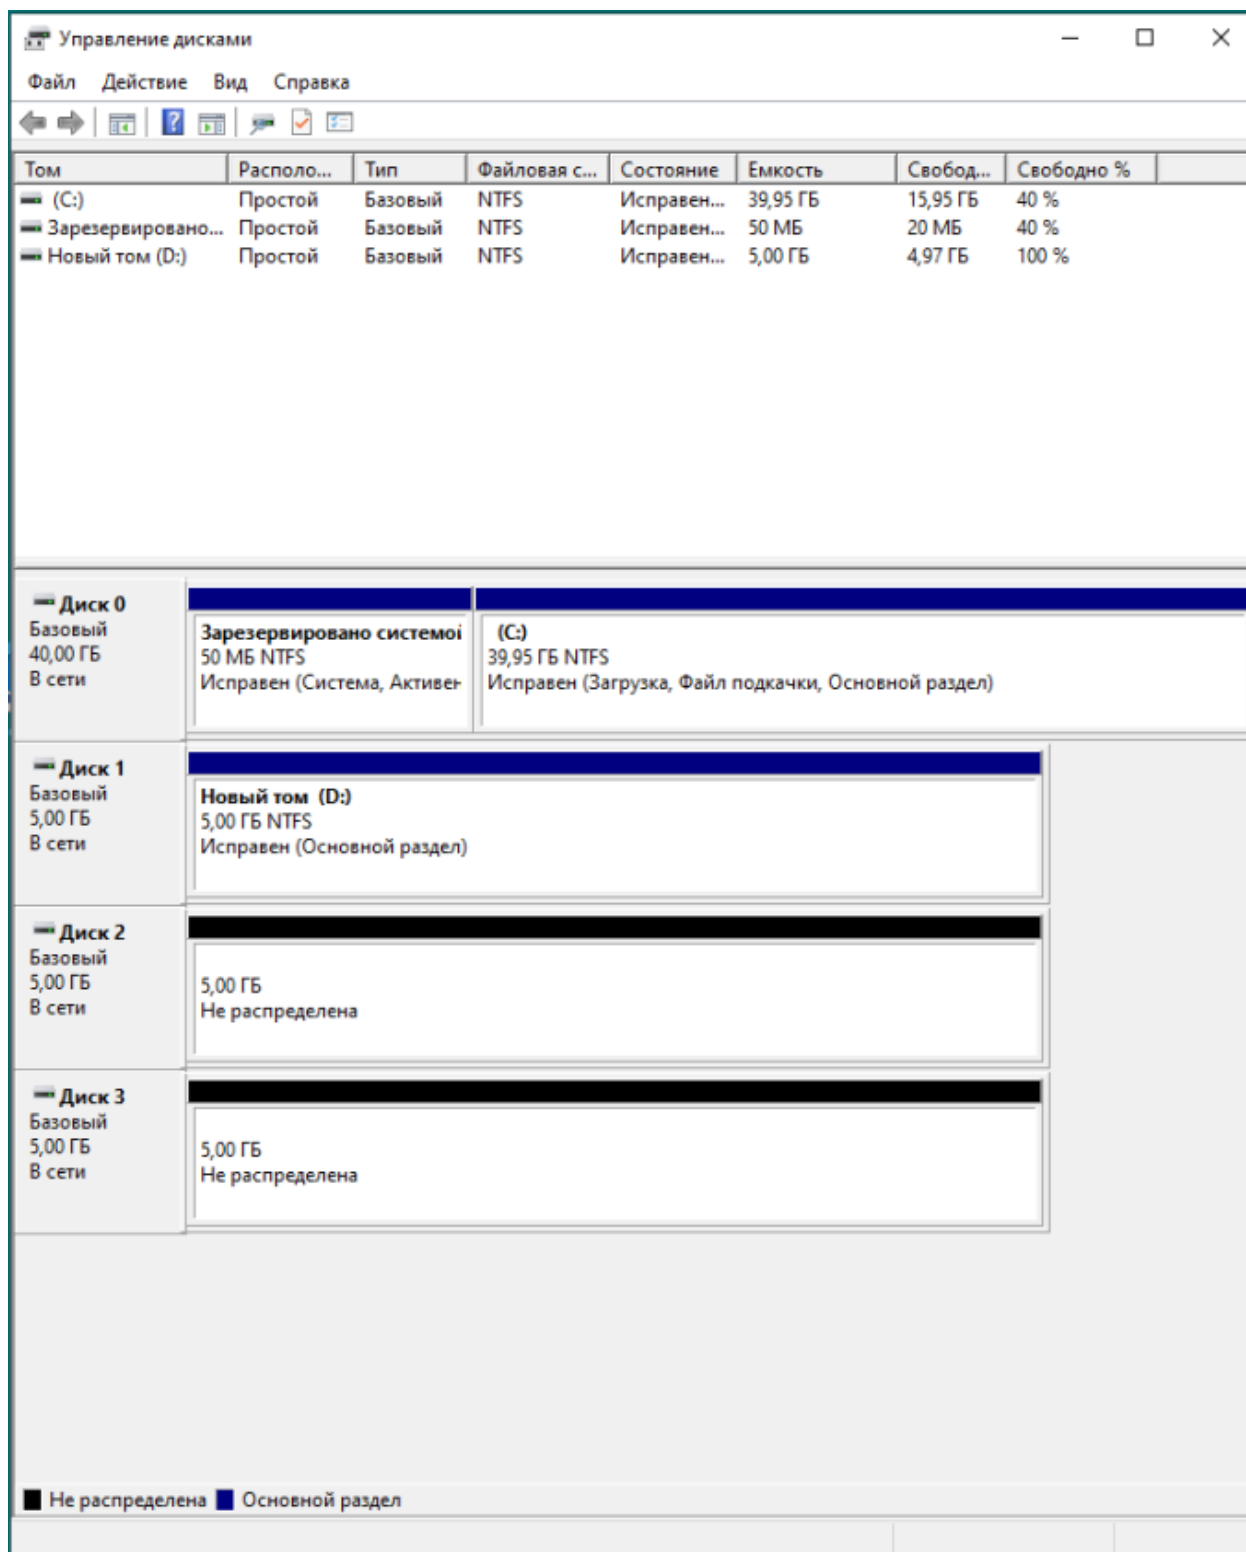 Управление дисками
Файл Действие Вид Справка
Том Располо... Тип Файловая с... Состояние Емкость Свобод... Свободно %
(C:) Простой Базовый NTFS Исправен... 39,95 ГБ 15,95 ГБ 40 %
Зарезервировано... Простой Базовый NTFS Исправен... 50 МБ 20 МБ 40 %
Новый том (D:) Простой Базовый NTFS Исправен... 5,00 ГБ 4,97 ГБ 100 %
Диск 0
Базовый
40,00 ГБ
В сети
Зарезервировано системой
50 МБ NTFS
Исправен (Система, Активен
(C:)
39,95 ГБ NTFS
Исправен (Загрузка, Файл подкачки, Основной раздел)
Диск 1
Базовый
5,00 ГБ
В сети
Новый том (D:)
5,00 ГБ NTFS
Исправен (Основной раздел)
Диск 2
Базовый
5,00 ГБ
В сети
5,00 ГБ
Не распределена
Диск 3
Базовый
5,00 ГБ
В сети
5,00 ГБ
Не распределена
Не распределена Основной раздел